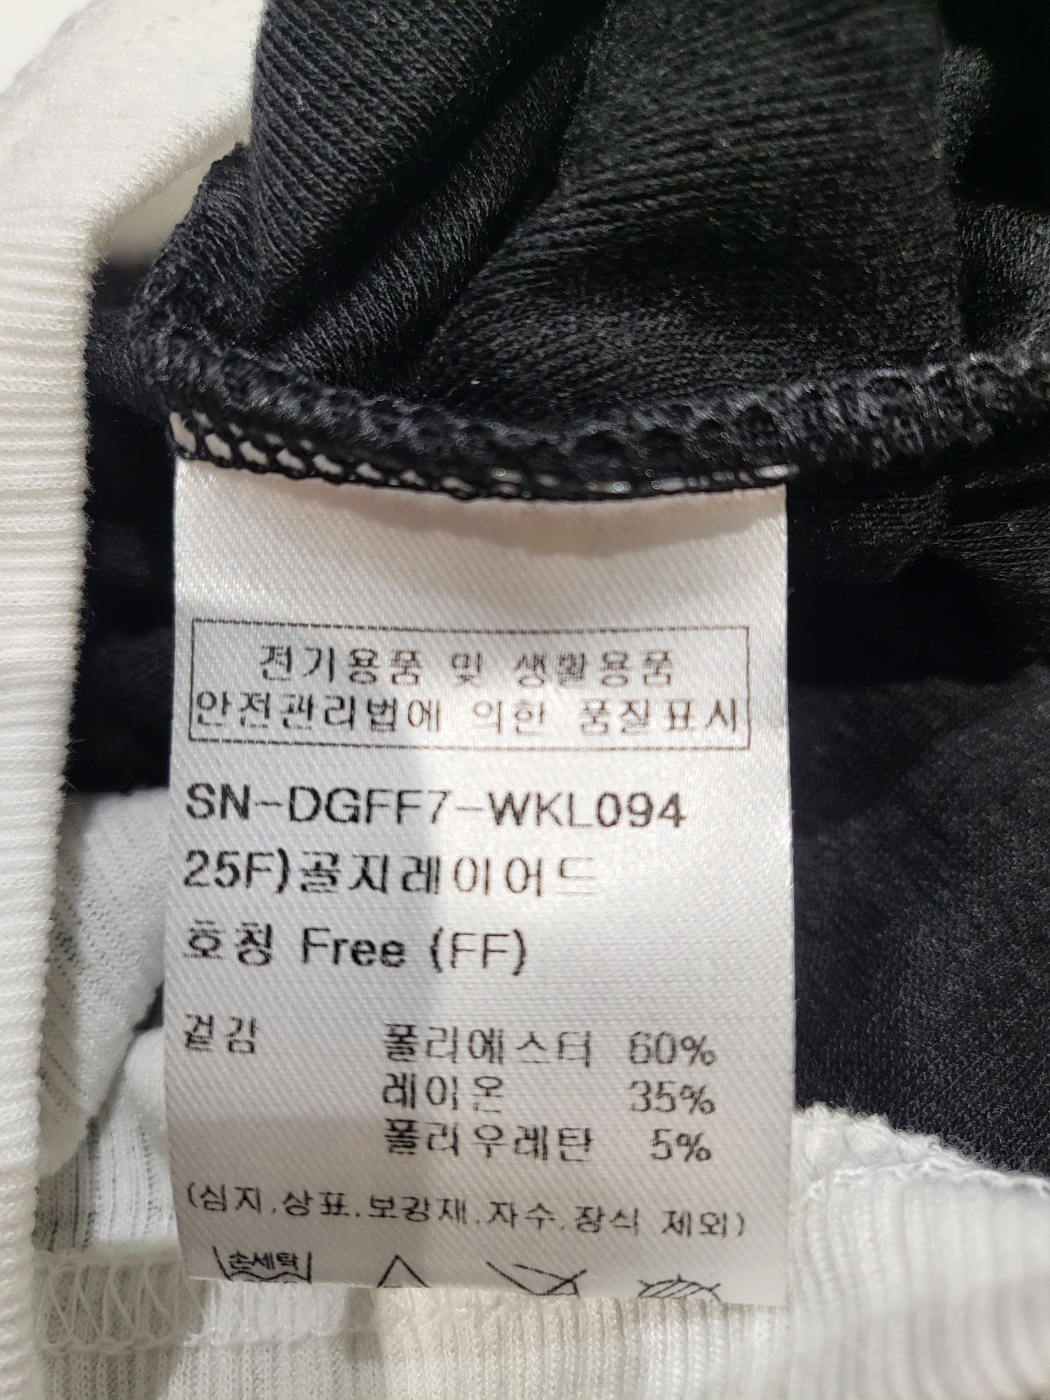 전기용품 및 생활용품
안전관리법에 의한 품질표시
SN-DGFF7-WKL094
25F)골지레이어드
호칭 Free (FF)
겉감 폴리에스터 60%
레이온 35%
폴리우레탄 5%
(심지,상표,보강재,자수,장식 제외)
손세탁